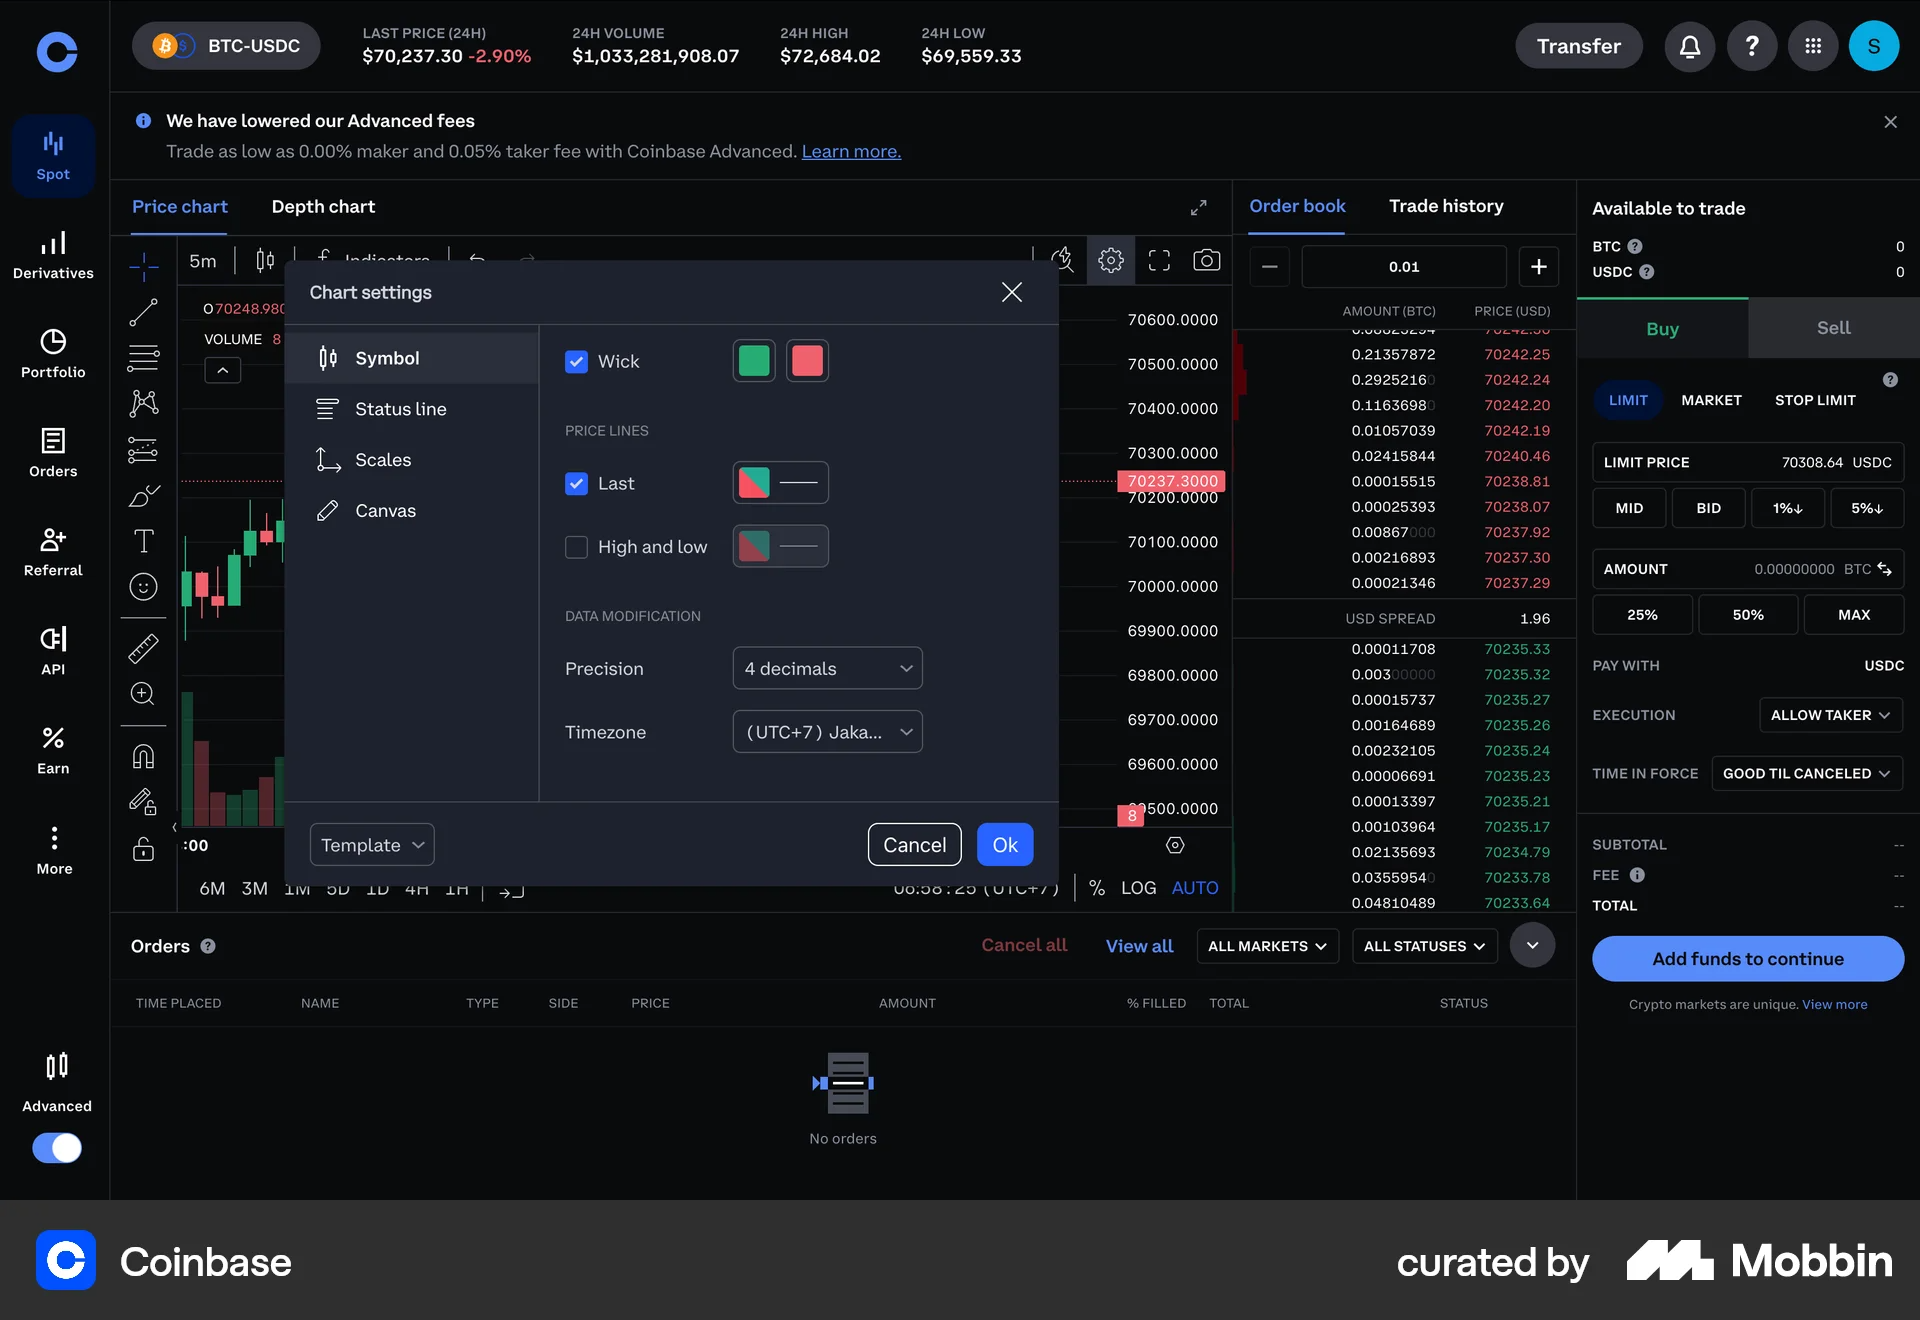 BTC-USDC
LAST PRICE (24H)
$70,237.30 -2.90%
24H VOLUME
$1,033,281,908.07
24H HIGH
$72,684.02
24H LOW
$69,559.33
Transfer
?
S
We have lowered our Advanced fees
Trade as low as 0.00% maker and 0.05% taker fee with Coinbase Advanced. Learn more.
Spot
Derivatives
Portfolio
Orders
Referral
API
Earn
More
Advanced
Price chart
Depth chart
5m
Indicators
O70248.980
VOLUME 8
Chart settings
Symbol
Status line
Scales
Canvas
Wick
PRICE LINES
Last
High and low
DATA MODIFICATION
Precision
4 decimals
Timezone
(UTC+7) Jaka...
Template
Cancel
Ok
70600.0000
70500.0000
70400.0000
70300.0000
70237.3000
70200.0000
70100.0000
70000.0000
69900.0000
69800.0000
69700.0000
69600.0000
8
:00
6M 3M 1M 5D 1D 4H 1H
06:58:25 (UTC+7)
% LOG AUTO
Order book
Trade history
0.01
AMOUNT (BTC) PRICE (USD)
0.21357872 70242.25
0.29252160 70242.24
0.11636980 70242.20
0.01057039 70242.19
0.02415844 70240.46
0.00015515 70238.81
0.00025393 70238.07
0.00867000 70237.92
0.00216893 70237.30
0.00021346 70237.29
USD SPREAD 1.96
0.00011708 70235.33
0.00300000 70235.32
0.00015737 70235.27
0.00164689 70235.26
0.00232105 70235.24
0.00006691 70235.23
0.00013397 70235.21
0.00103964 70235.17
0.02135693 70234.79
0.03559540 70233.78
0.04810489 70233.64
Available to trade
BTC ? 0
USDC ? 0
Buy
Sell
?
LIMIT MARKET STOP LIMIT
LIMIT PRICE 70308.64 USDC
MID BID 1%↓ 5%↓
AMOUNT 0.00000000 BTC
25% 50% MAX
PAY WITH USDC
EXECUTION ALLOW TAKER
TIME IN FORCE GOOD TIL CANCELED
SUBTOTAL --
FEE --
TOTAL --
Add funds to continue
Crypto markets are unique. View more
Orders ?
Cancel all
View all
ALL MARKETS
ALL STATUSES
TIME PLACED NAME TYPE SIDE PRICE AMOUNT % FILLED TOTAL STATUS
No orders
Coinbase
curated by Mobbin